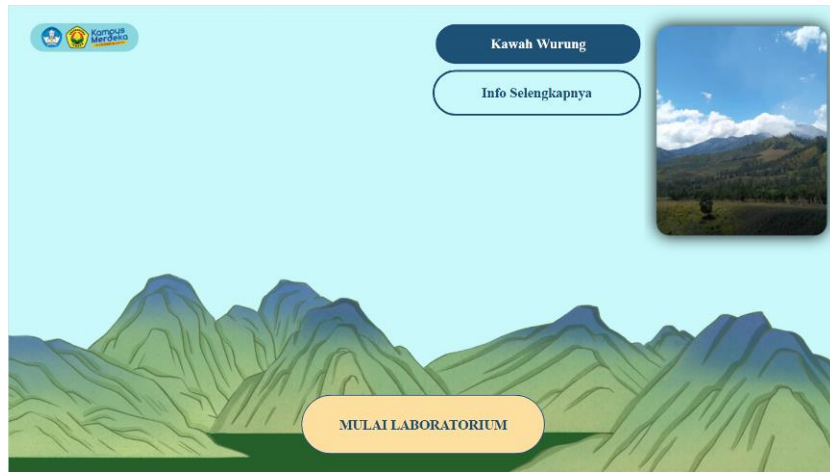 Kampus
Merdeka
Kawah Wurung
Info Selengkapnya
MULAI LABORATORIUM